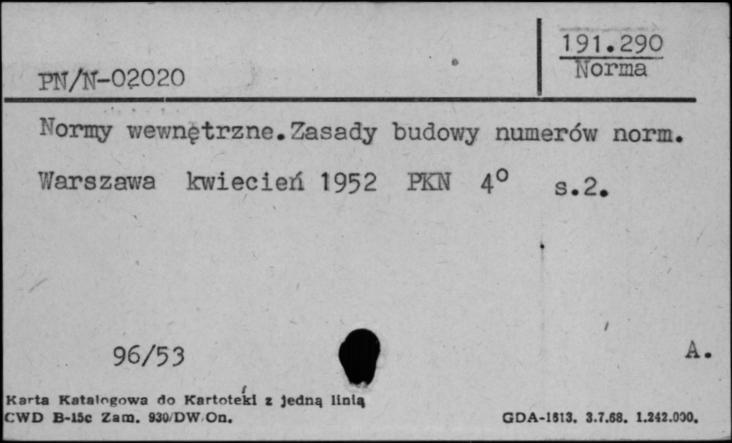 191.290
PN/N-02020 Norma
Normy wewnętrzne.Zasady budowy numerów norm.
Warszawa kwiecień 1952 PKN 4° s.2.
96/53 A.
Karta Katalogowa do Kartoteki z jedną linią
CWD B-15c Zam. 930/DW.On. GDA-1613. 3.7.68. 1.242.000.